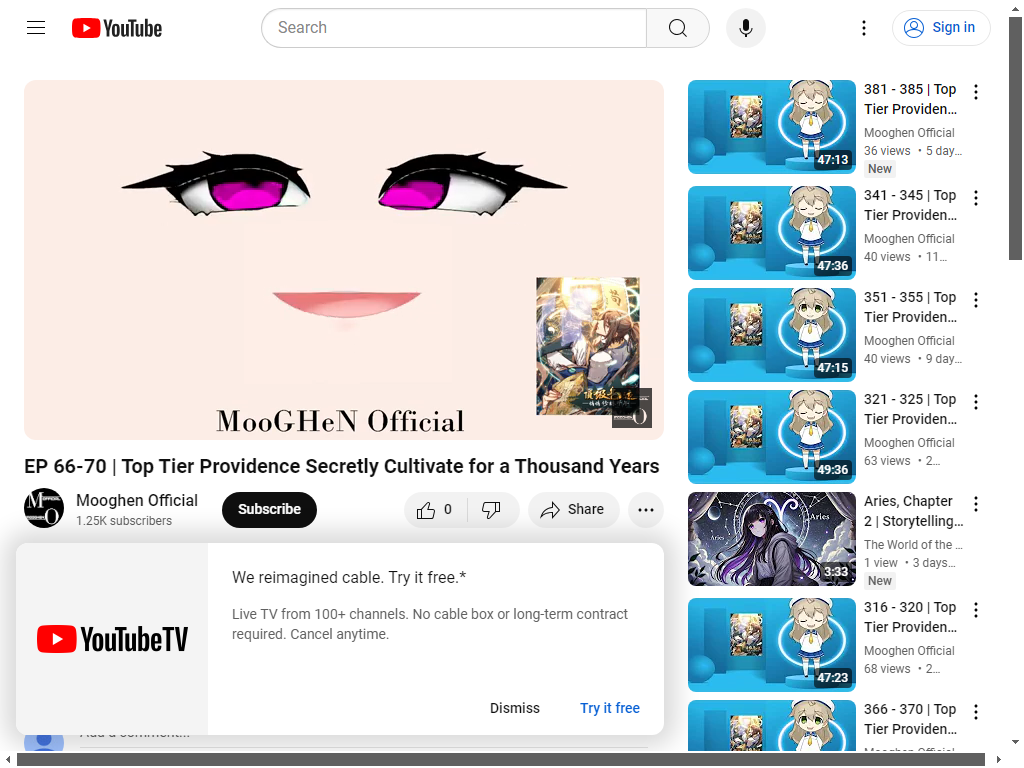 YouTube
Search
Sign in
MooGHeN Official
EP 66-70 | Top Tier Providence Secretly Cultivate for a Thousand Years
Mooghen Official
1.25K subscribers
Subscribe
0
Share
We reimagined cable. Try it free.*
Live TV from 100+ channels. No cable box or long-term contract
required. Cancel anytime.
YouTubeTV
Dismiss
Try it free
Add a comment...
47:13
381 - 385 | Top
Tier Providen…
Mooghen Official
36 views • 5 day…
New
47:36
341 - 345 | Top
Tier Providen…
Mooghen Official
40 views • 11…
47:15
351 - 355 | Top
Tier Providen…
Mooghen Official
40 views • 9 day…
49:36
321 - 325 | Top
Tier Providen…
Mooghen Official
63 views • 2…
Aries
Aries
3:33
Aries, Chapter
2 | Storytelling…
The World of the …
1 view • 3 days…
New
47:23
316 - 320 | Top
Tier Providen…
Mooghen Official
68 views • 2…
366 - 370 | Top
Tier Providen…
Mooghen Official